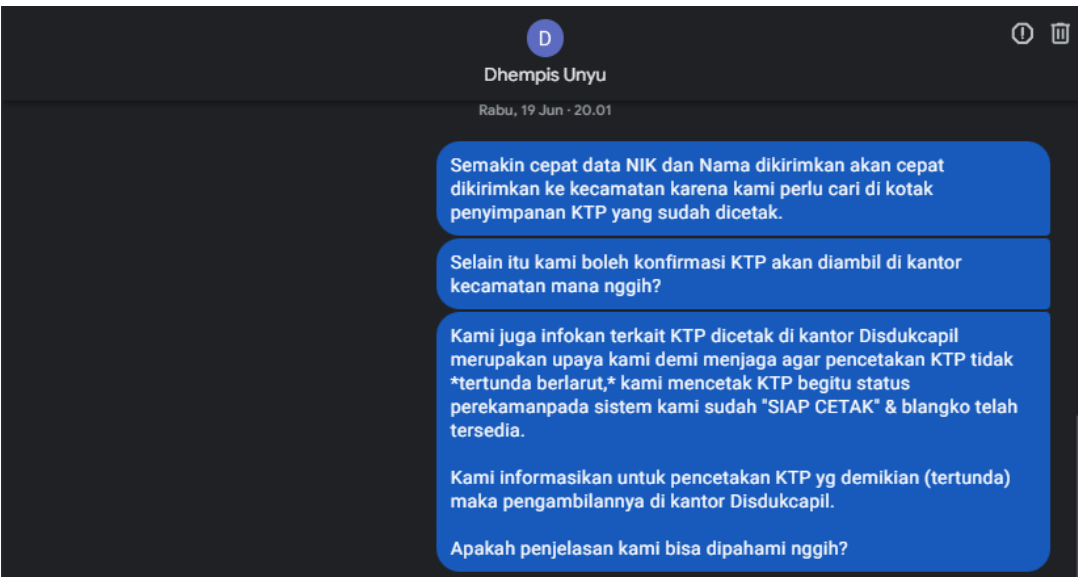 D
Dhempis Unyu
Rabu, 19 Jun · 20.01
Semakin cepat data NIK dan Nama dikirimkan akan cepat
dikirimkan ke kecamatan karena kami perlu cari di kotak
penyimpanan KTP yang sudah dicetak.
Selain itu kami boleh konfirmasi KTP akan diambil di kantor
kecamatan mana nggih?
Kami juga infokan terkait KTP dicetak di kantor Disdukcapil
merupakan upaya kami demi menjaga agar pencetakan KTP tidak
*tertunda berlarut,* kami mencetak KTP begitu status
perekamanpada sistem kami sudah "SIAP CETAK" & blangko telah
tersedia.
Kami informasikan untuk pencetakan KTP yg demikian (tertunda)
maka pengambilannya di kantor Disdukcapil.
Apakah penjelasan kami bisa dipahami nggih?